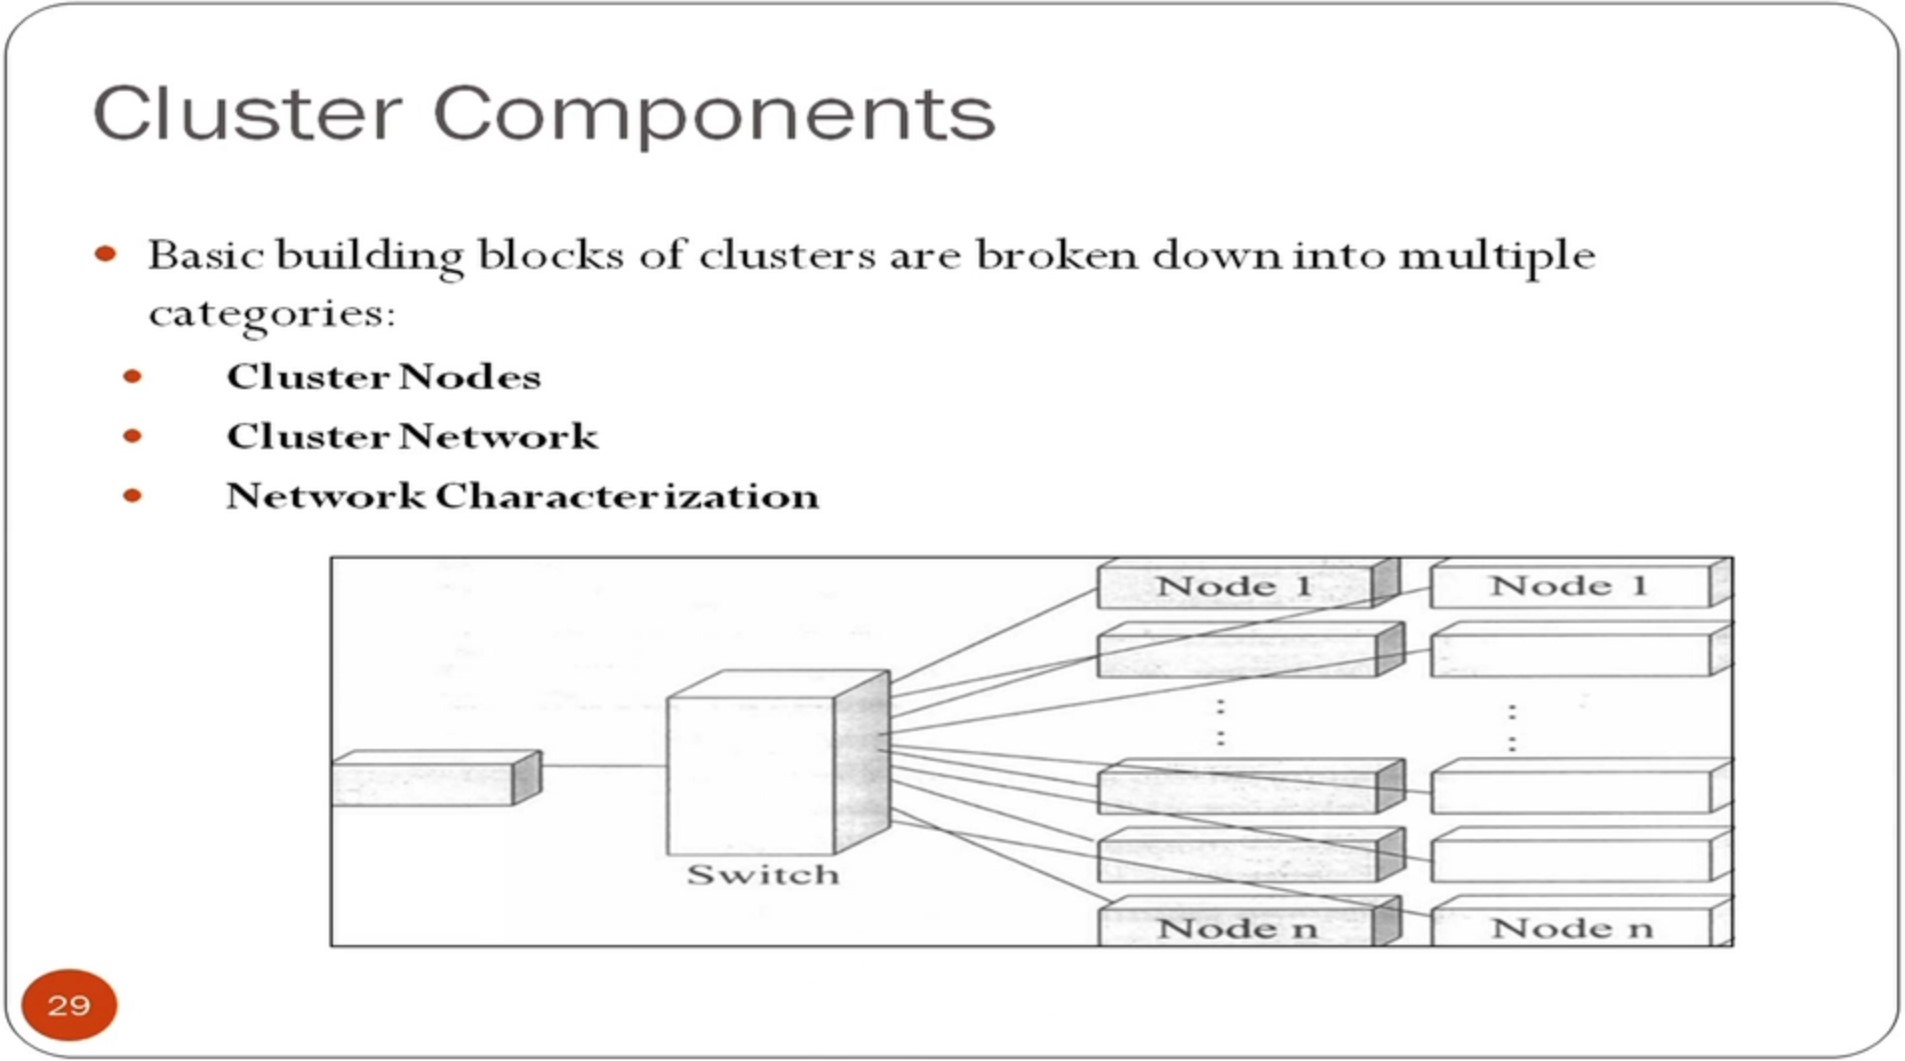 Cluster Components
Basic building blocks of clusters are broken down into multiple
categories:
Cluster Nodes
Cluster Network
Network Characterization
Node 1
Node 1
Switch
Node n
Node n
29